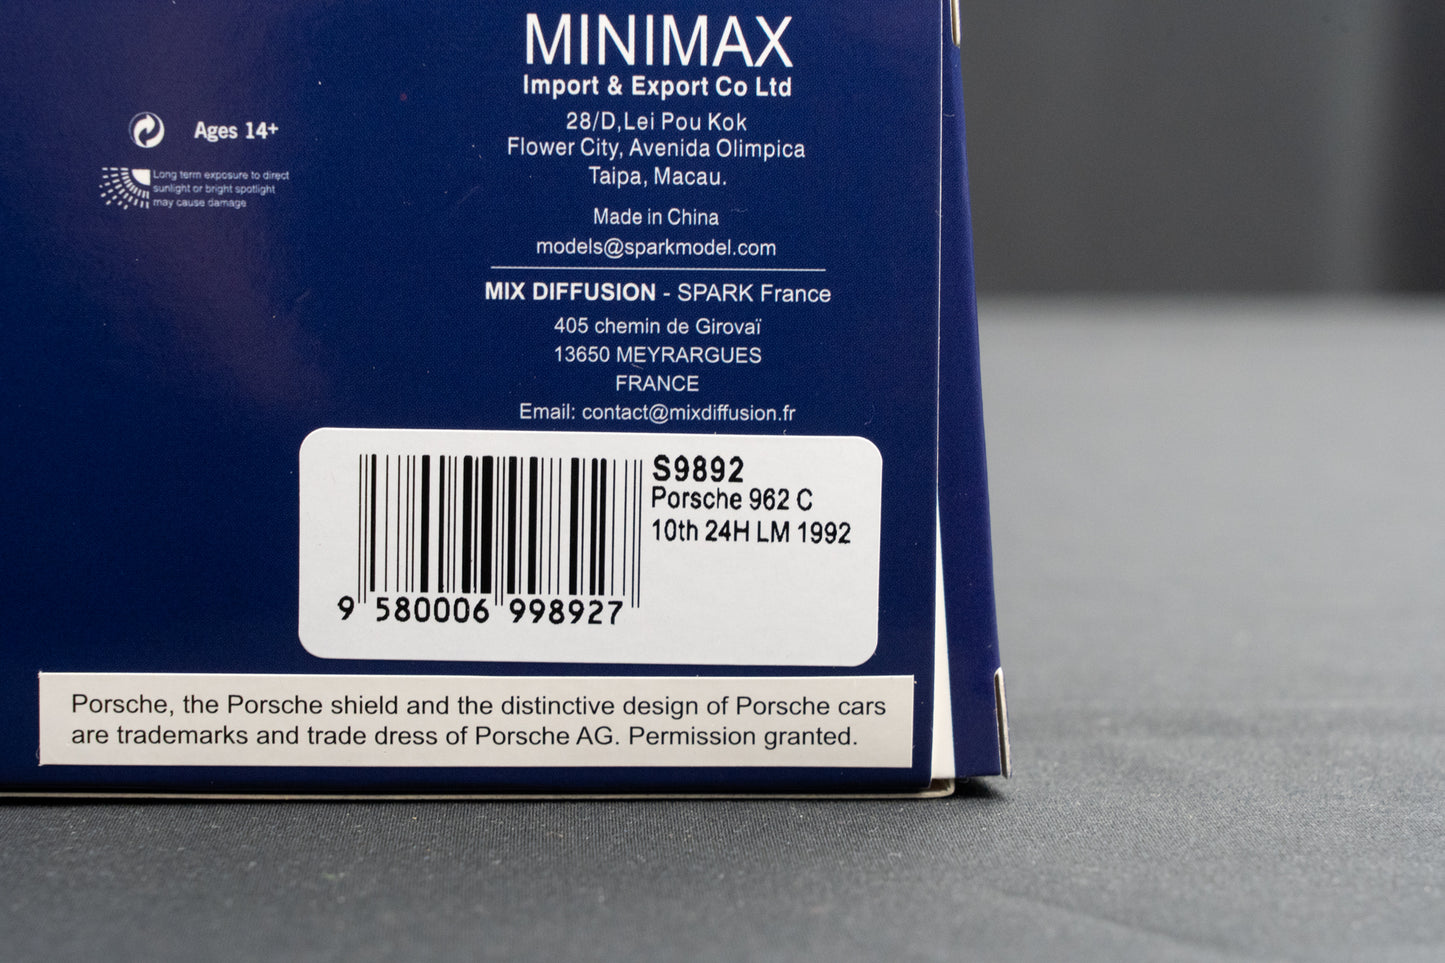 MINIMAX
Import & Export Co Ltd
28/D,Lei Pou Kok
Flower City, Avenida Olimpica
Taipa, Macau.
Made in China
models@sparkmodel.com
MIX DIFFUSION - SPARK France
405 chemin de Girovaï
13650 MEYRARGUES
FRANCE
Email: contact@mixdiffusion.fr
Ages 14+
Long term exposure to direct
sunlight or bright spotlight
may cause damage
S9892
Porsche 962 C
10th 24H LM 1992
9 580006 998927
Porsche, the Porsche shield and the distinctive design of Porsche cars
are trademarks and trade dress of Porsche AG. Permission granted.